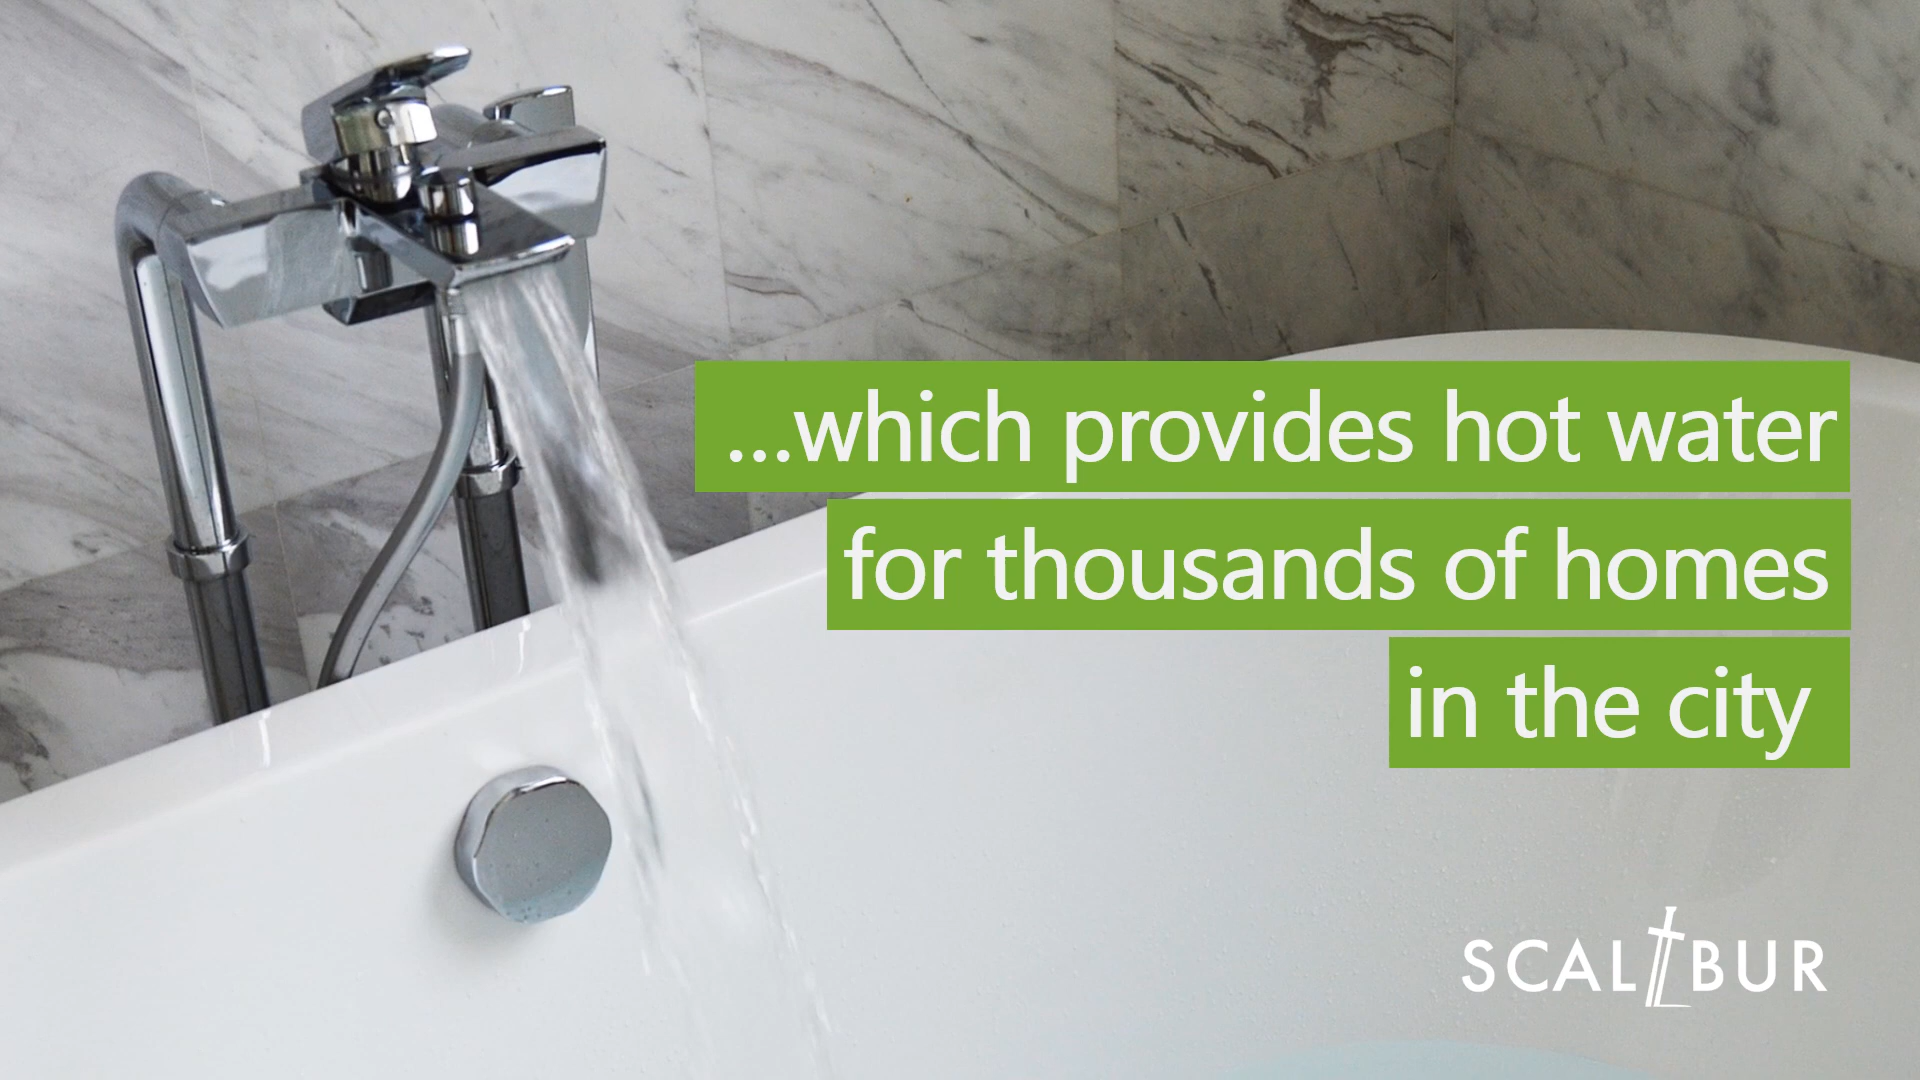 ...which provides hot water
for thousands of homes
in the city
SCALIBUR